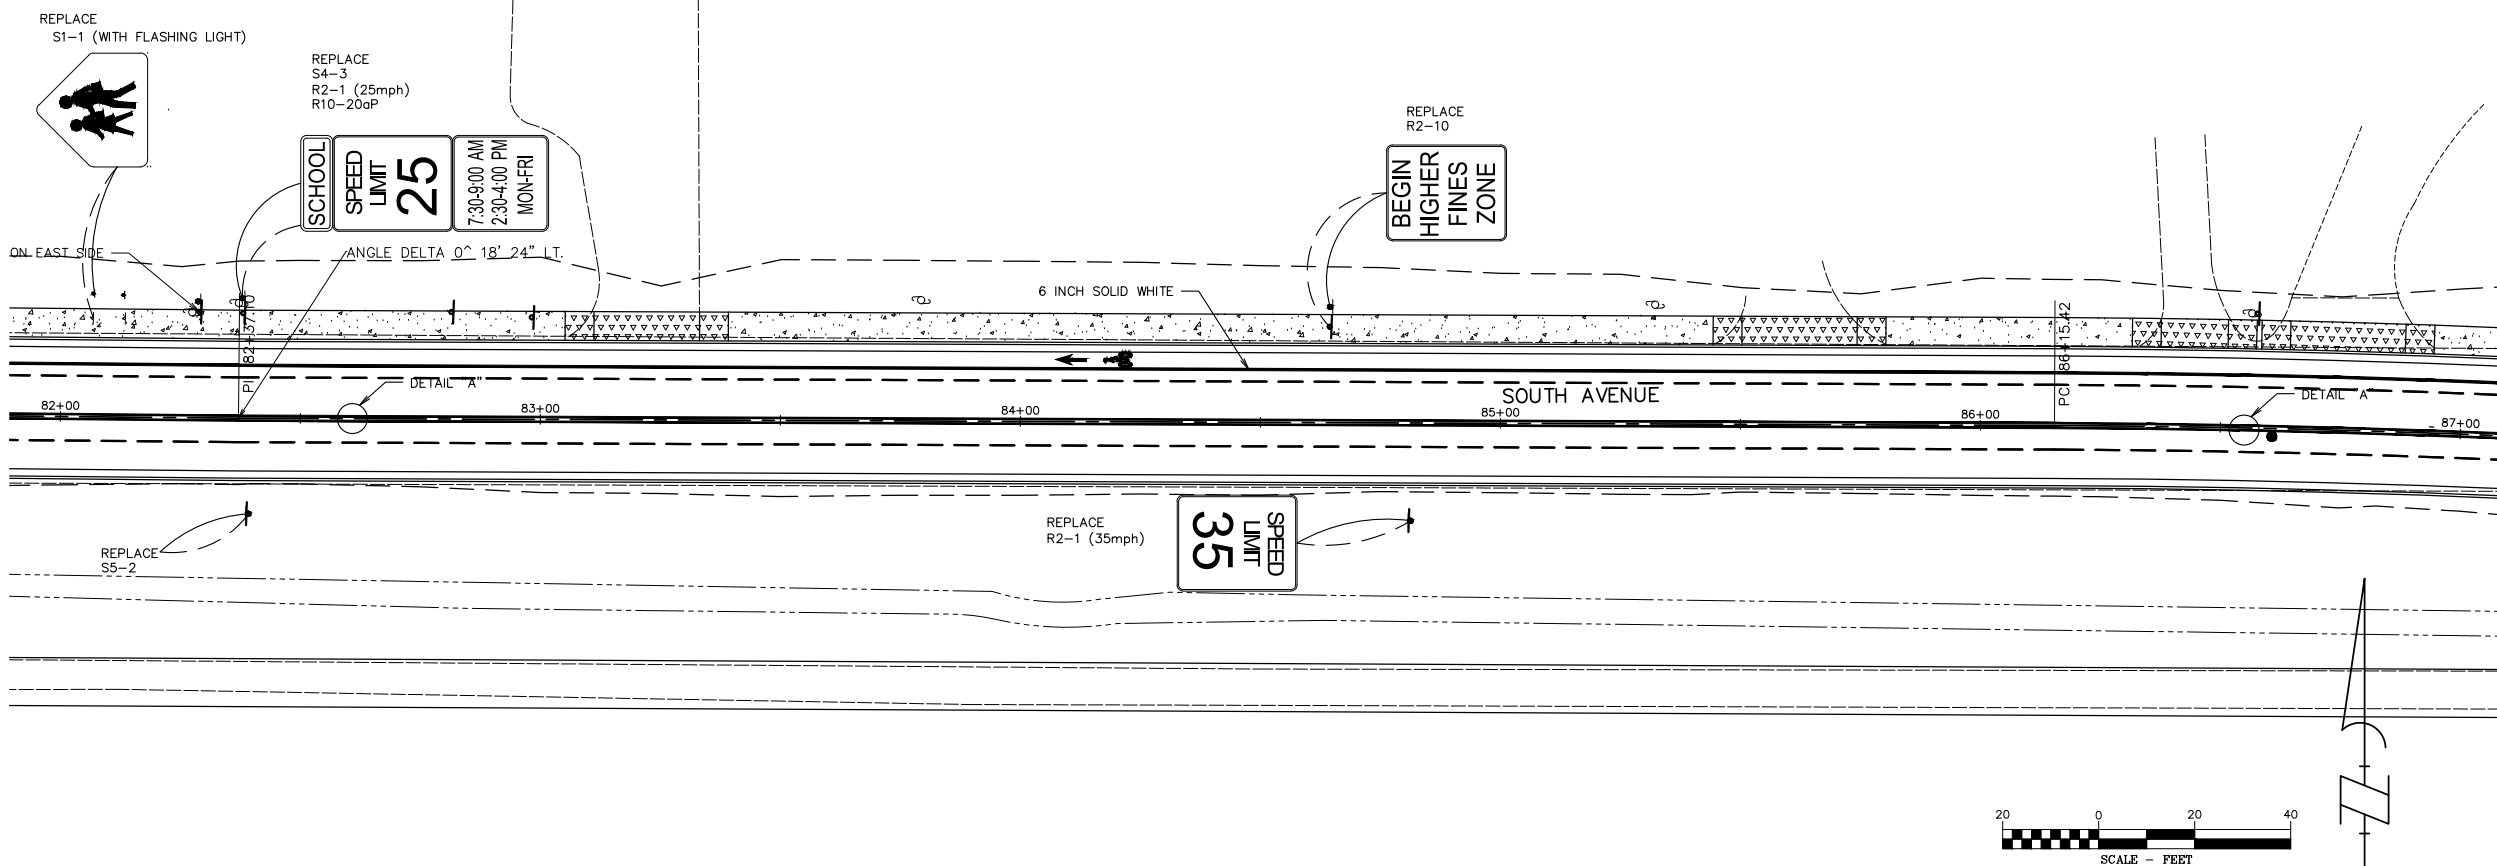 REPLACE
S1-1 (WITH FLASHING LIGHT)
REPLACE
S4-3
R2-1 (25mph)
R10-20aP
SCHOOL
SPEED
LIMIT
25
7:30-9:00 AM
2:30-4:00 PM
MON-FRI
REPLACE
R2-10
BEGIN
HIGHER
FINES
ZONE
ON EAST SIDE
ANGLE DELTA 0^ 18' 24" LT.
6 INCH SOLID WHITE
PC 86+15.42
DETAIL "A"
SOUTH AVENUE
DETAIL "A"
82+00
83+00
84+00
85+00
86+00
87+00
REPLACE
S5-2
REPLACE
R2-1 (35mph)
SPEED
LIMIT
35
20 0 20 40
SCALE - FEET